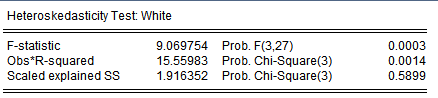 Heteroskedasticity Test: White
F-statistic 9.069754 Prob. F(3,27) 0.0003
Obs*R-squared 15.55983 Prob. Chi-Square(3) 0.0014
Scaled explained SS 1.916352 Prob. Chi-Square(3) 0.5899